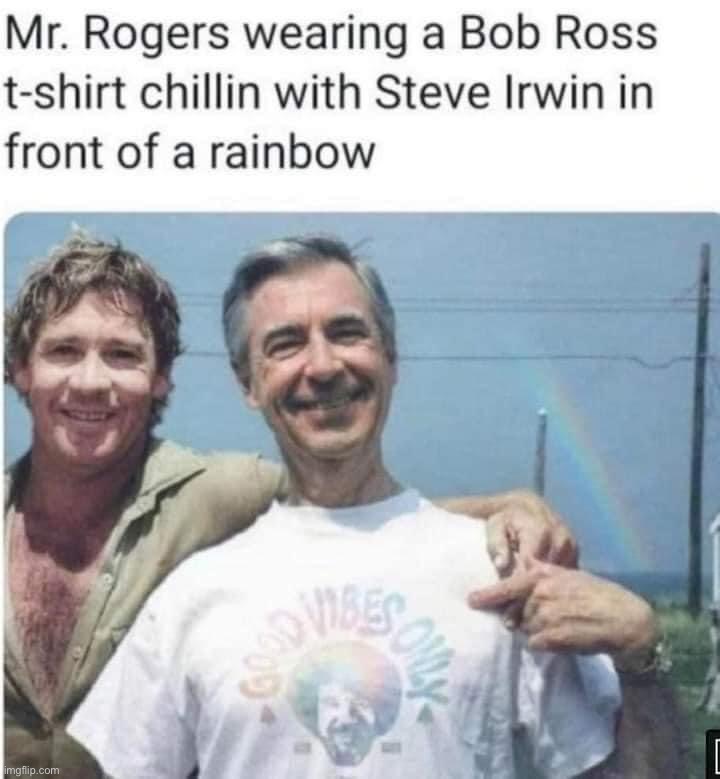 Mr. Rogers wearing a Bob Ross
t-shirt chillin with Steve Irwin in
front of a rainbow
GOOD VIBES ONLY
imgflip.com